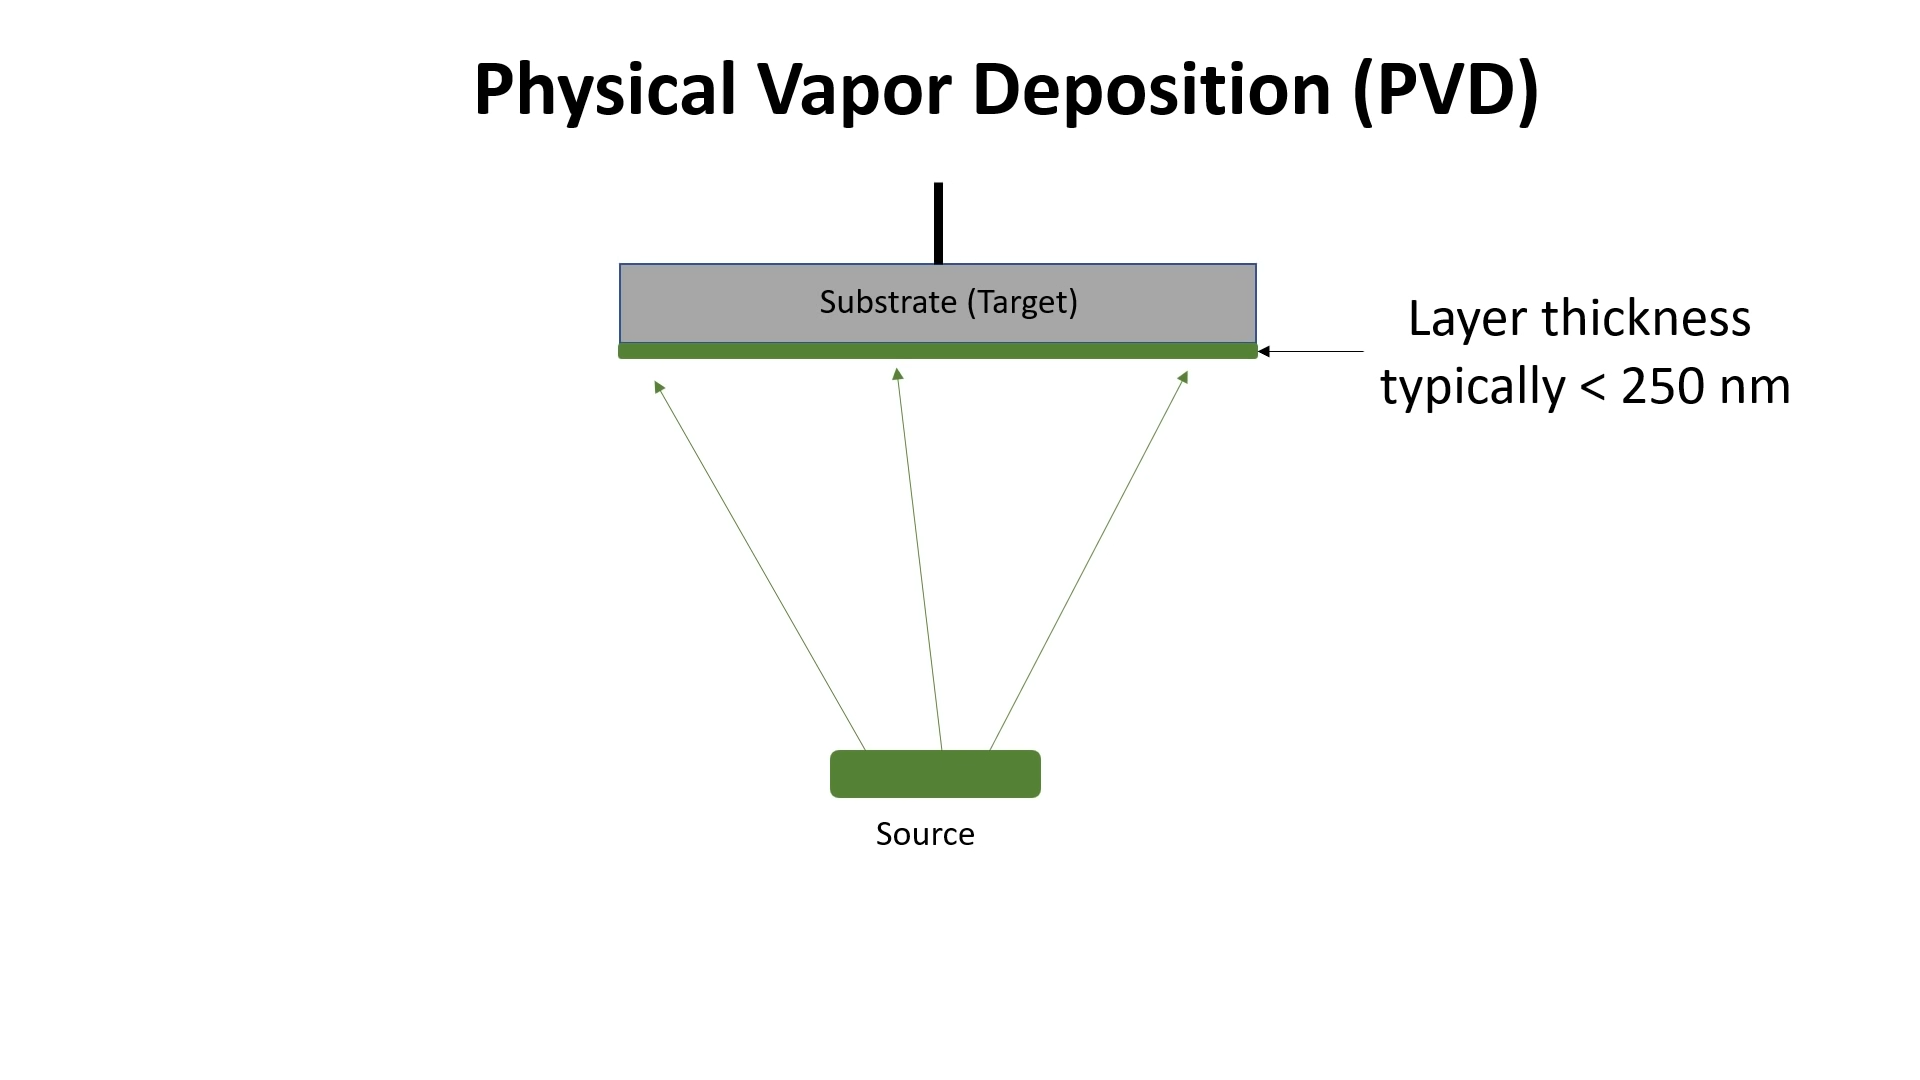 Physical Vapor Deposition (PVD)
Substrate (Target)
Layer thickness
typically < 250 nm
Source